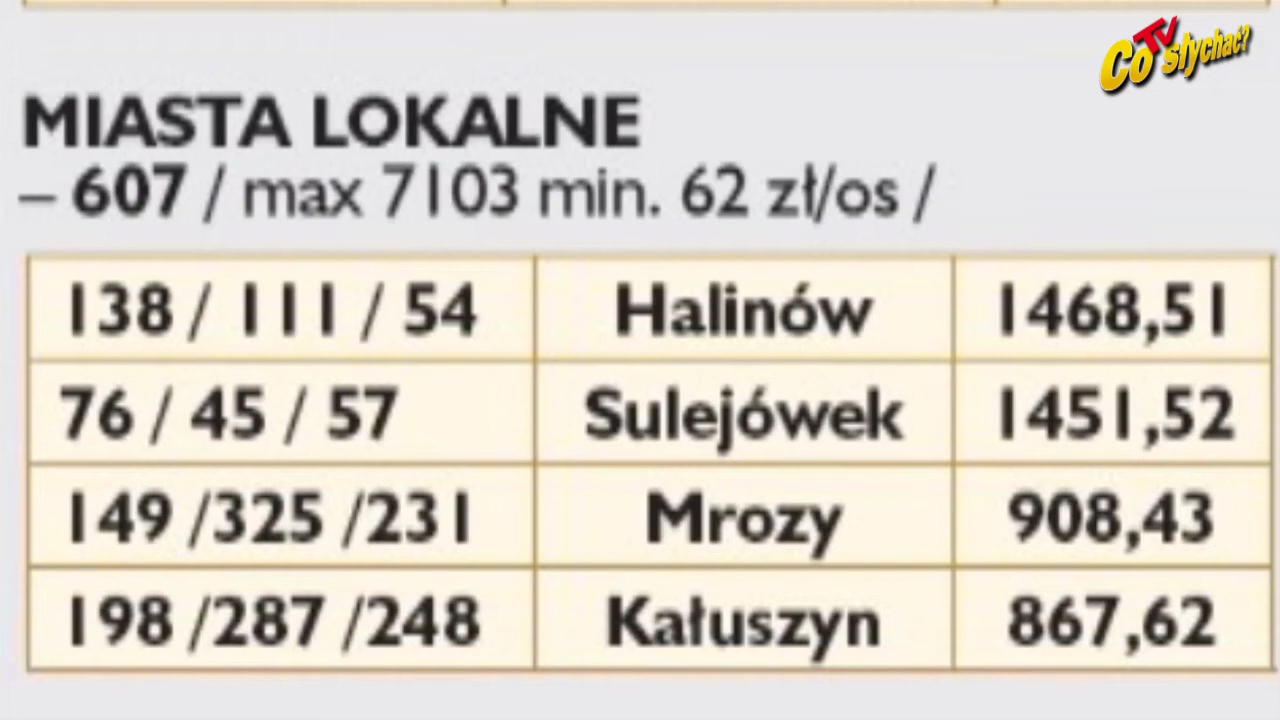 Co TV słychać?
MIASTA LOKALNE
– 607 / max 7103 min. 62 zł/os /
138 / 111 / 54 Halinów 1468,51
76 / 45 / 57 Sulejówek 1451,52
149 /325 /231 Mrozy 908,43
198 /287 /248 Kałuszyn 867,62